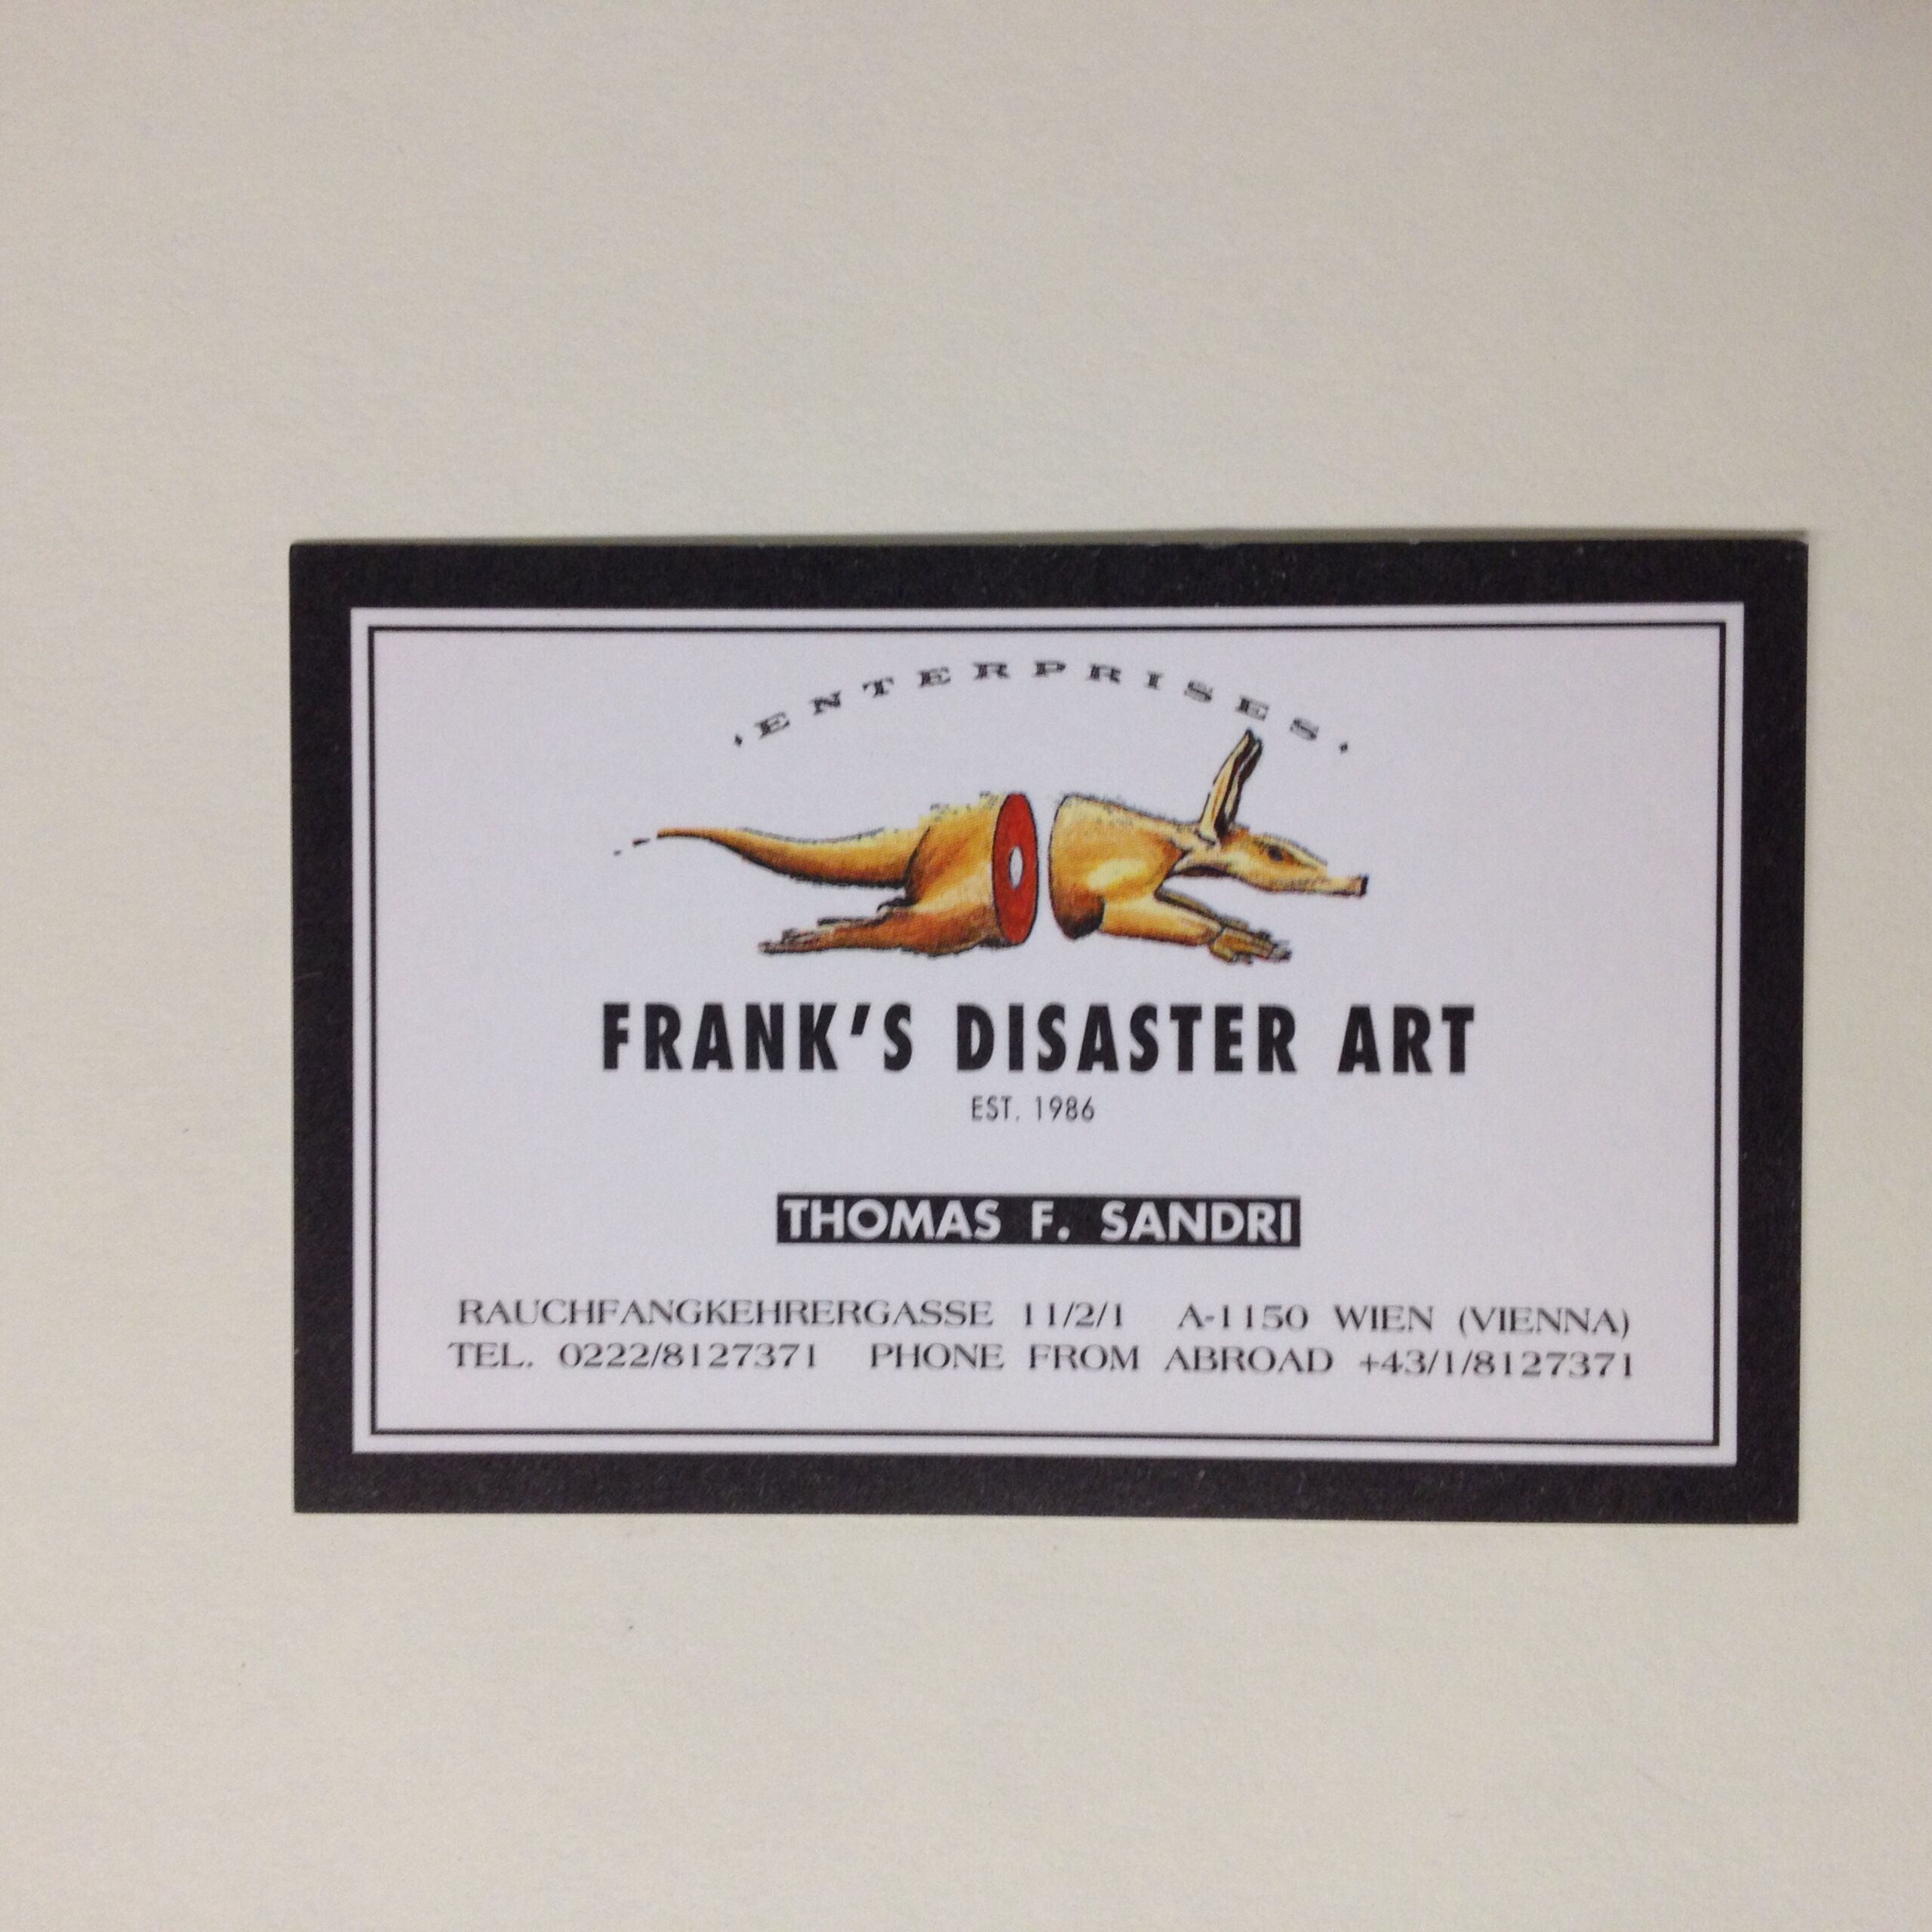 ENTERPRISES
FRANK'S DISASTER ART
EST. 1986
THOMAS F. SANDRI
RAUCHFANGKEHRERGASSE 11/2/1 A-1150 WIEN (VIENNA)
TEL. 0222/8127371 PHONE FROM ABROAD +43/1/8127371